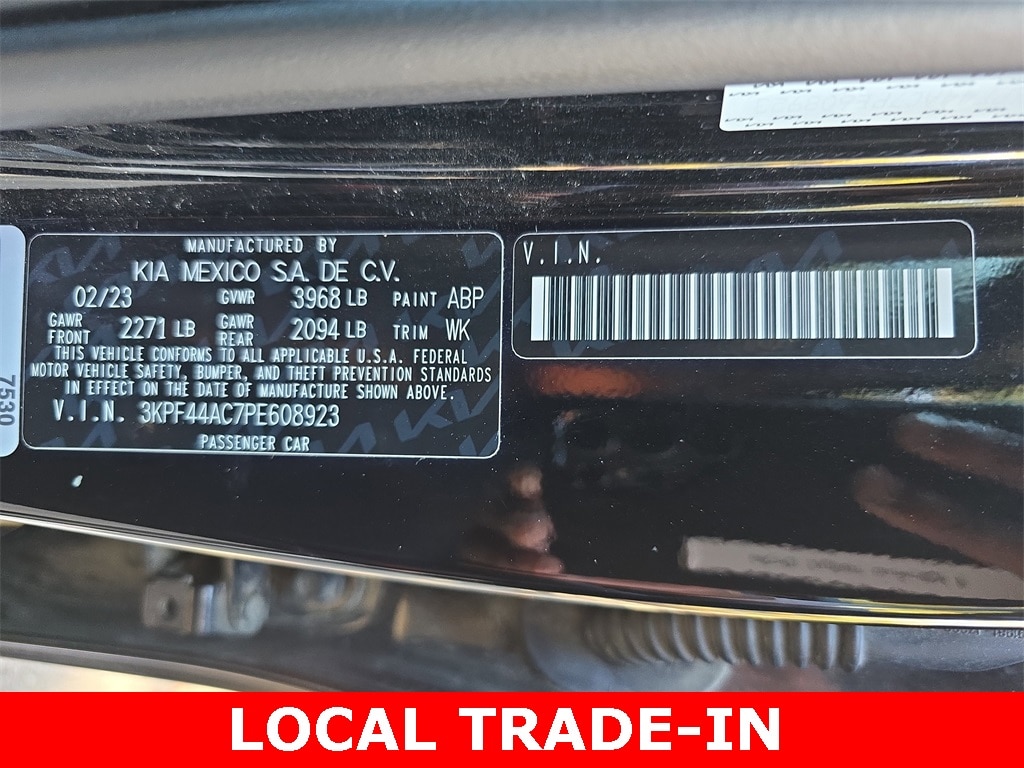 MANUFACTURED BY
KIA MEXICO S.A. DE C.V.
02/23 GVWR 3968 LB PAINT ABP
GAWR FRONT 2271 LB GAWR REAR 2094 LB TRIM WK
THIS VEHICLE CONFORMS TO ALL APPLICABLE U.S.A. FEDERAL
MOTOR VEHICLE SAFETY, BUMPER, AND THEFT PREVENTION STANDARDS
IN EFFECT ON THE DATE OF MANUFACTURE SHOWN ABOVE.
V.I.N. 3KPF44AC7PE608923
PASSENGER CAR
V.I.N.
7530
LOCAL TRADE-IN